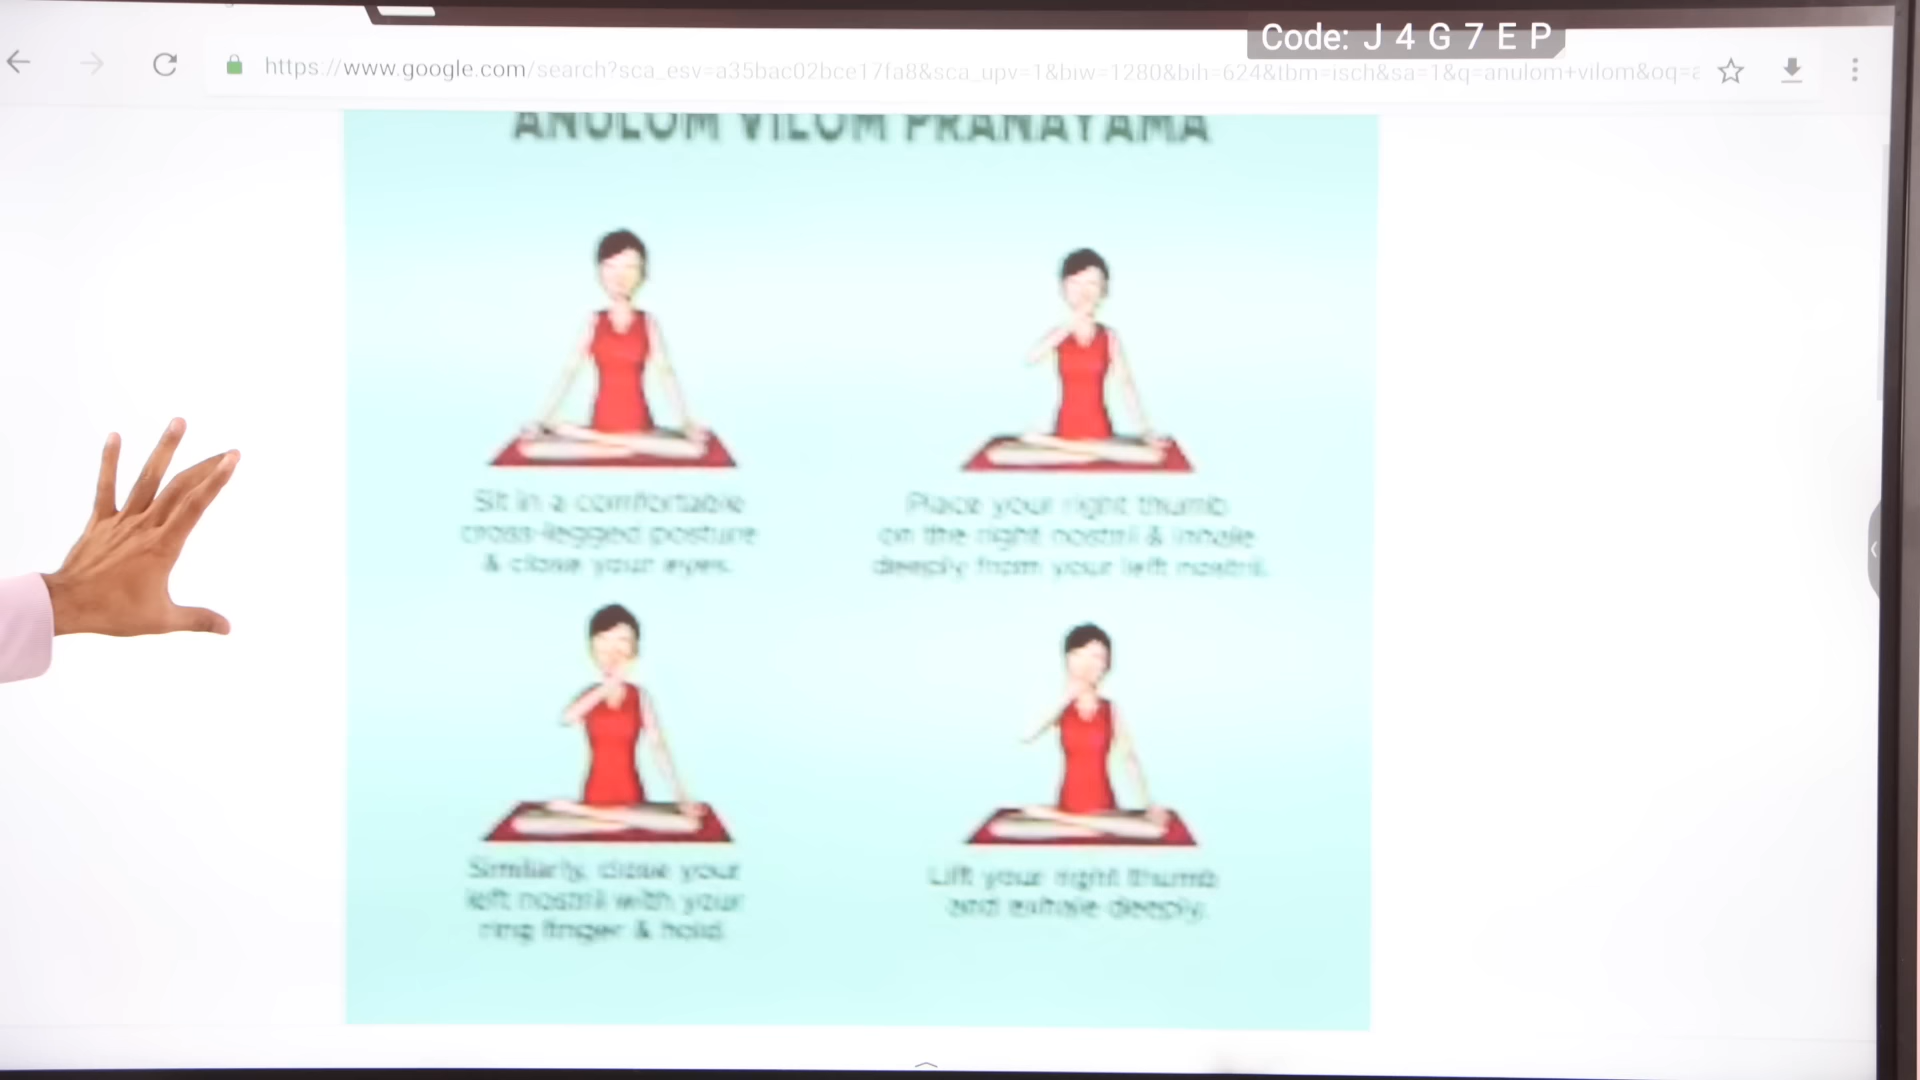 Code: J 4 G 7 E P
https://www.google.com/search?sca_esv=a35bac02bce17fa8&sca_upv=1&biw=1280&bih=624&tbm=isch&sa=1&q=anulom+vilom&oq=a
ANULOM VILOM PRANAYAMA
Sit in a comfortable
cross-legged posture
& close your eyes.
Place your right thumb
on the right nostril & inhale
deeply from your left nostril.
Similarly, close your
left nostril with your
ring finger & hold.
Lift your right thumb
and exhale deeply.